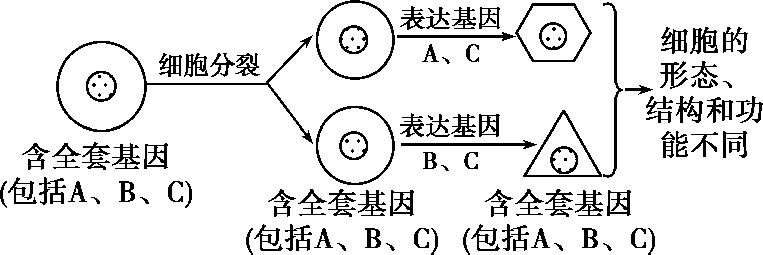 细胞分裂
含全套基因
(包括A、B、C)
表达基因
A、C
表达基因
B、C
含全套基因
(包括A、B、C)
含全套基因
(包括A、B、C)
细胞的
形态、
结构和功
能不同